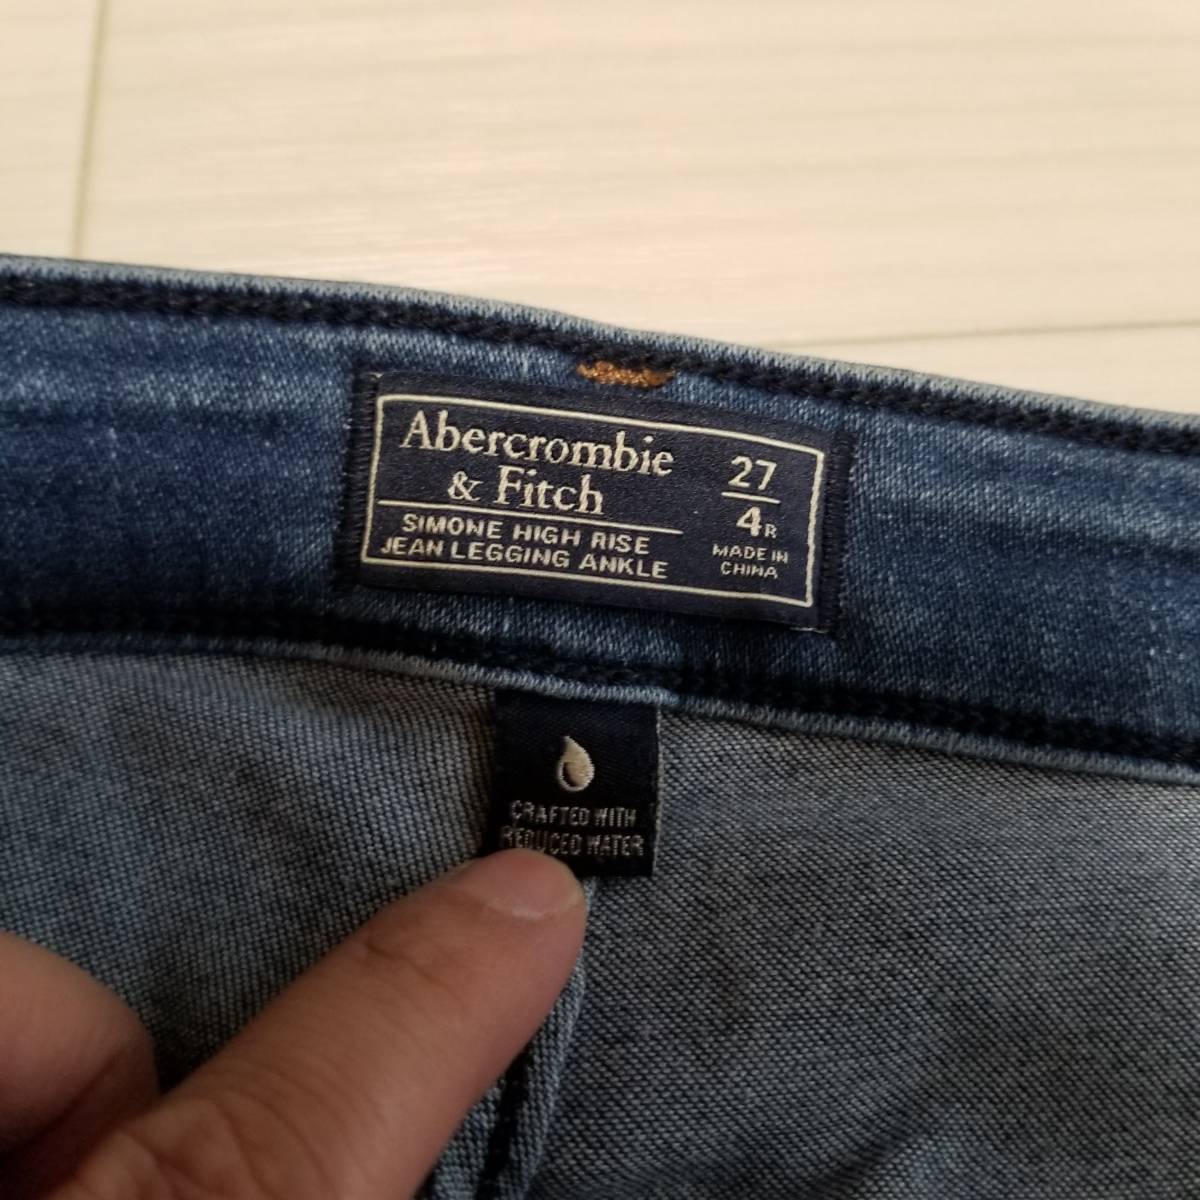 Abercrombie
& Fitch
SIMONE HIGH RISE
JEAN LEGGING ANKLE
27
4R
MADE IN
CHINA
CRAFTED WITH
REDUCED WATER